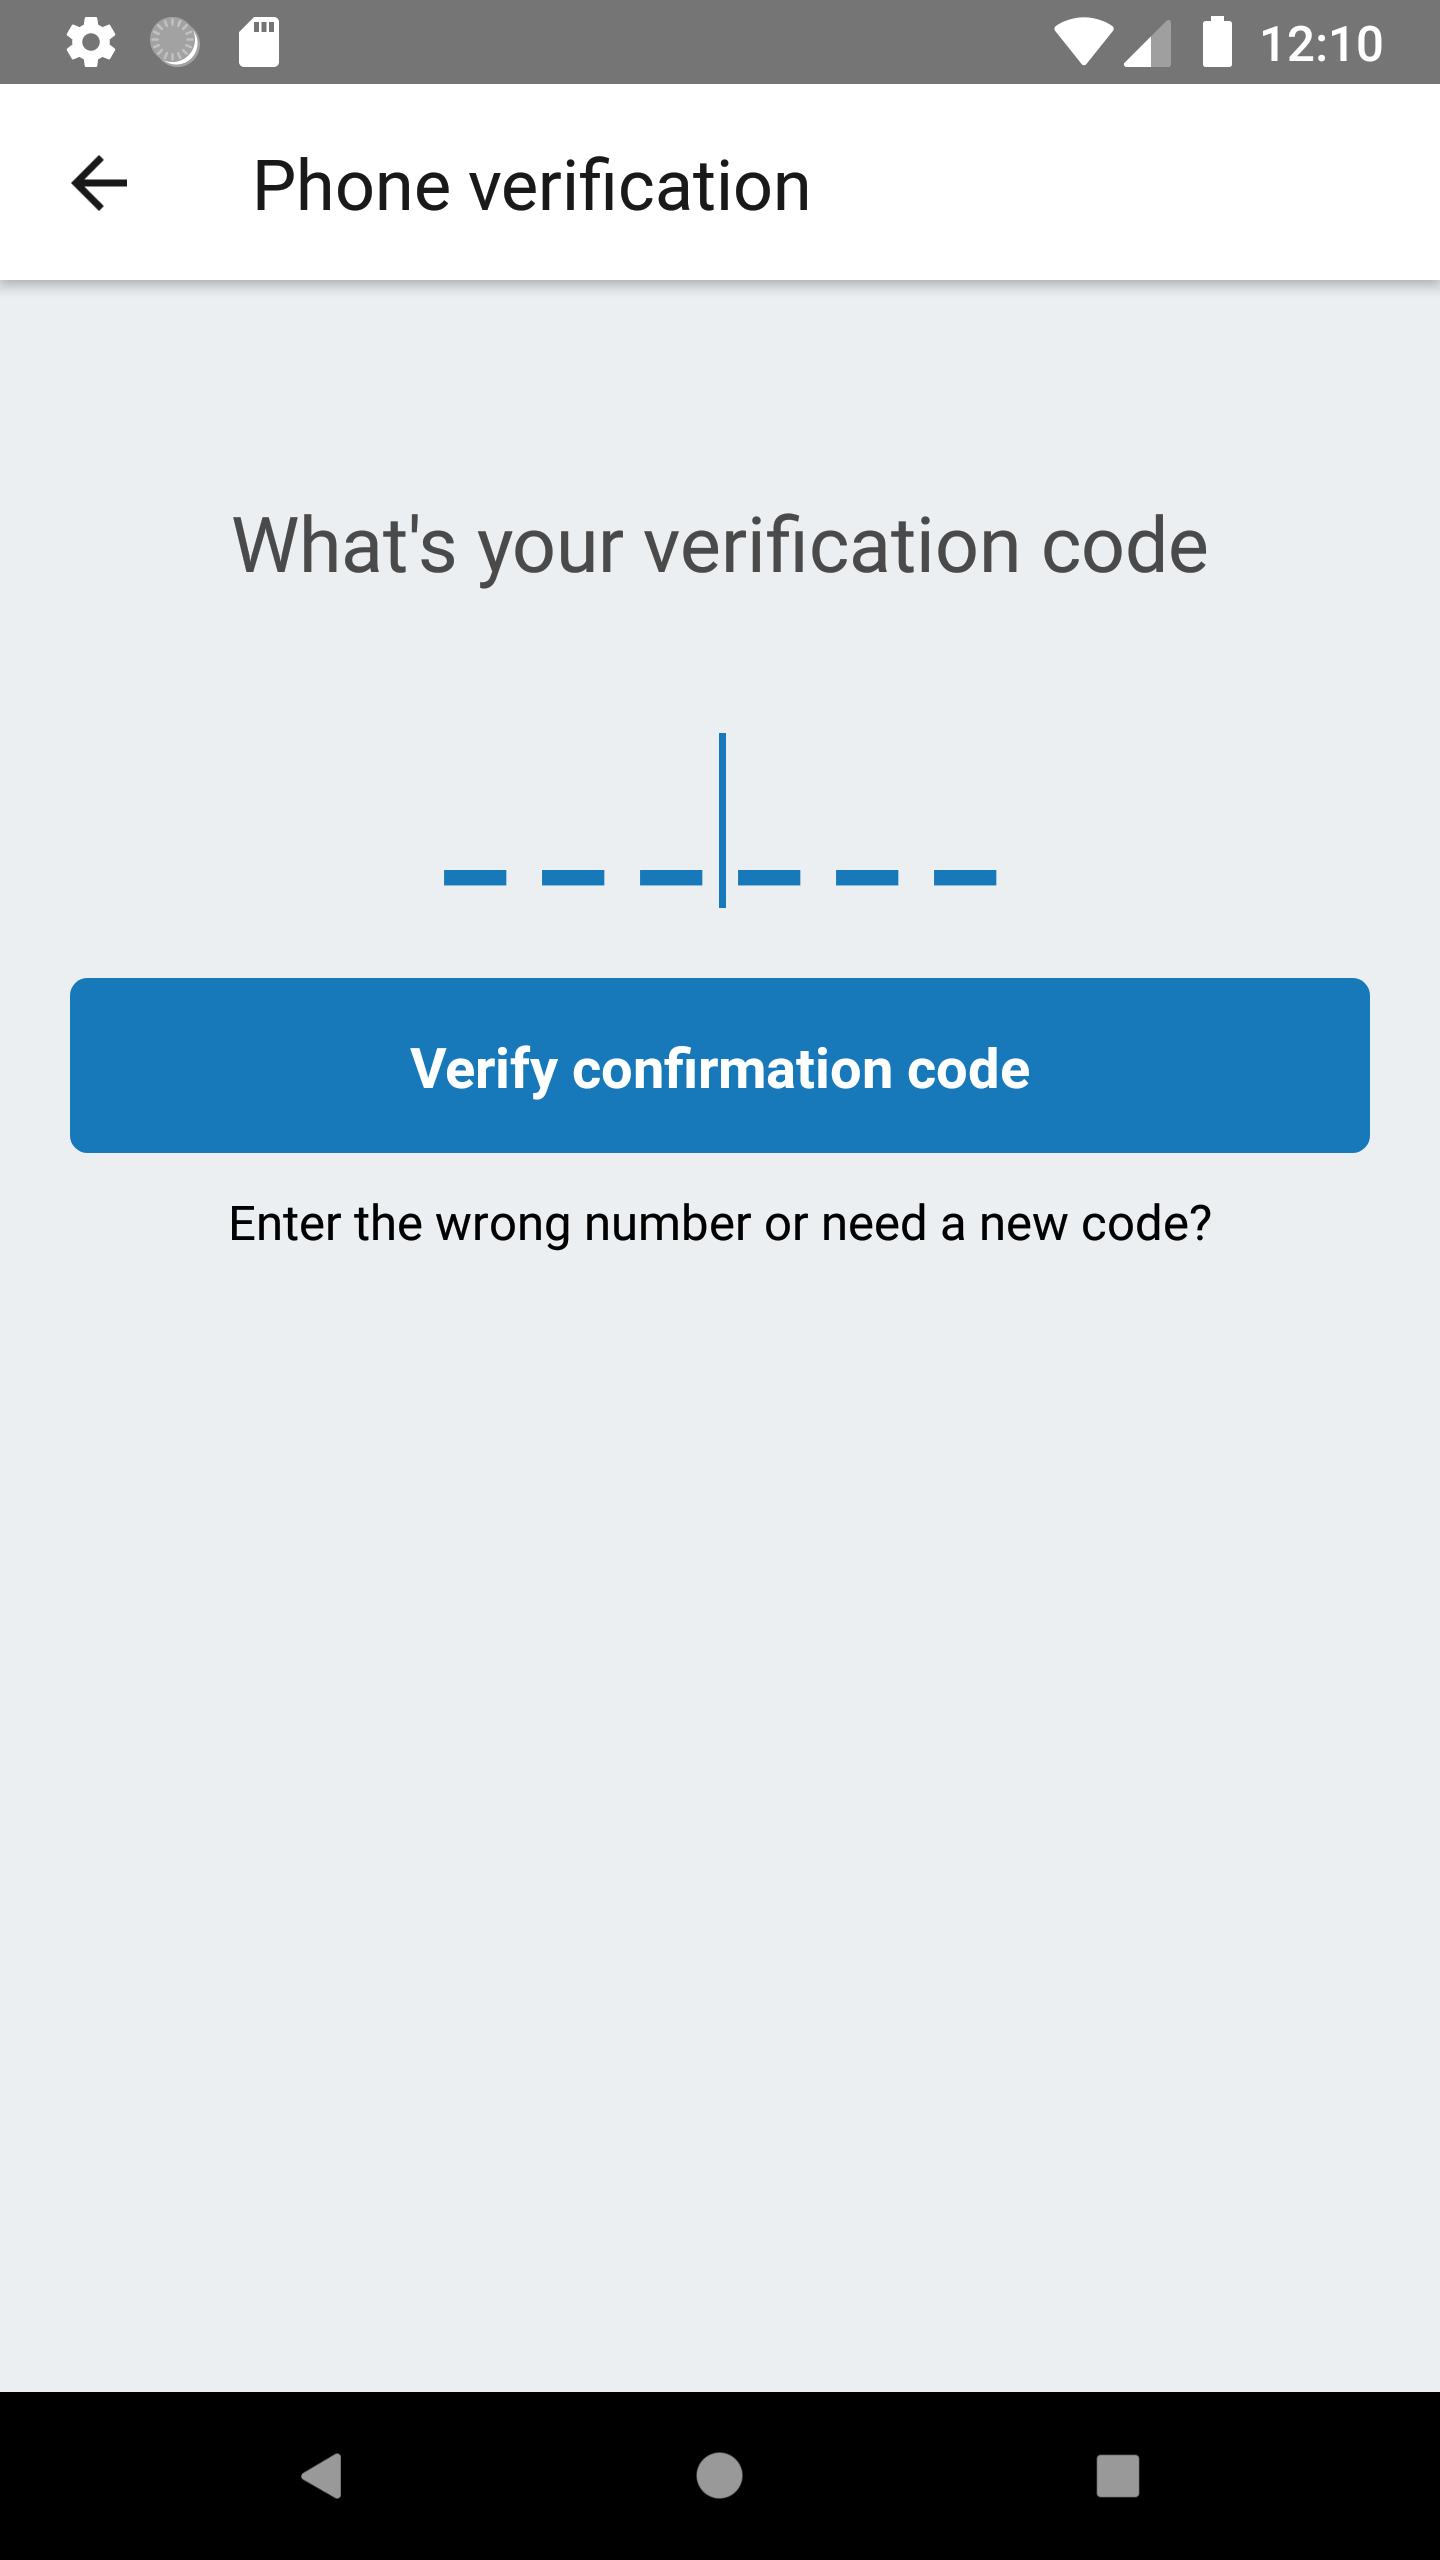 12:10
Phone verification
What's your verification code
Verify confirmation code
Enter the wrong number or need a new code?